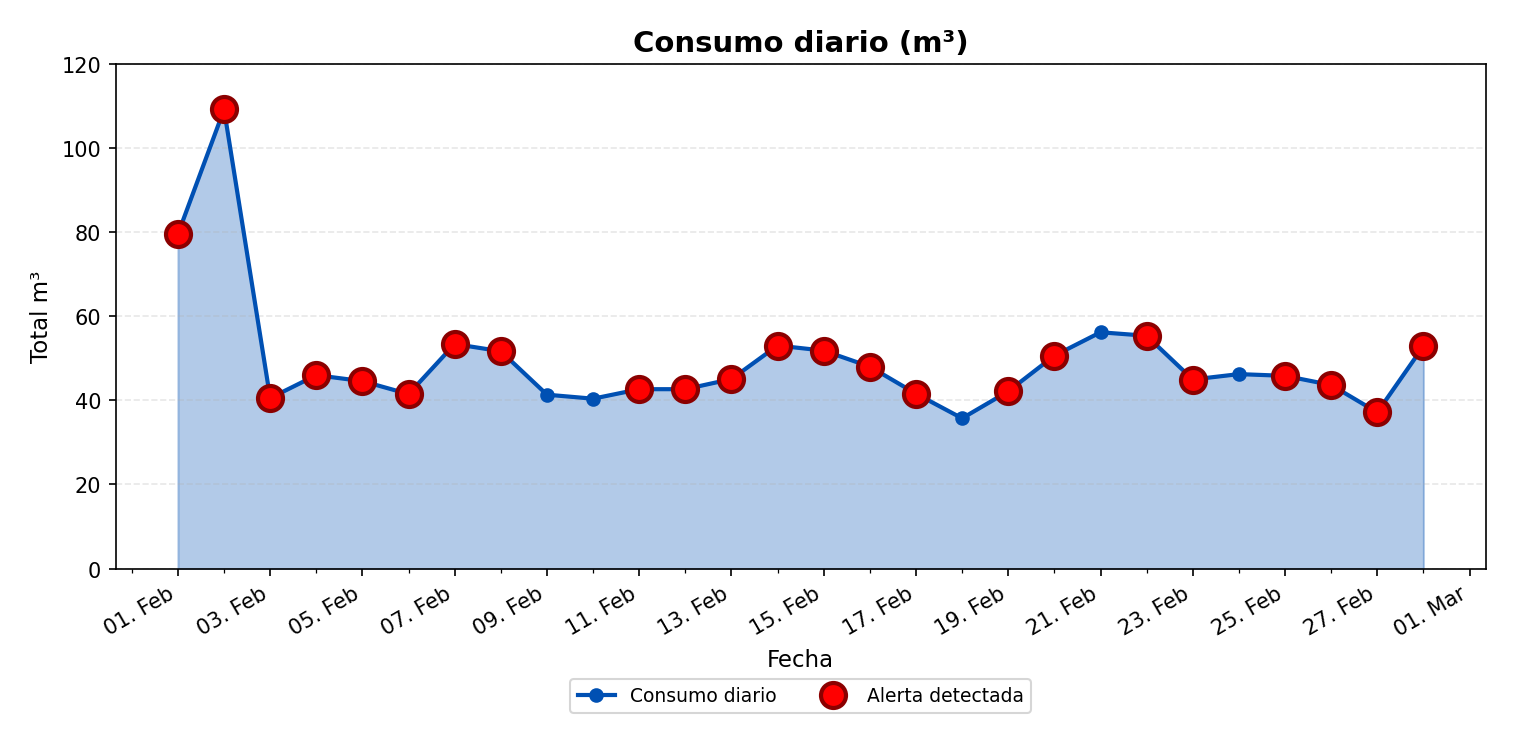 Consumo diario (m³)
Total m³
120
100
80
60
40
20
0
01. Feb
03. Feb
05. Feb
07. Feb
09. Feb
11. Feb
13. Feb
15. Feb
17. Feb
19. Feb
21. Feb
23. Feb
25. Feb
27. Feb
01. Mar
Fecha
Consumo diario
Alerta detectada